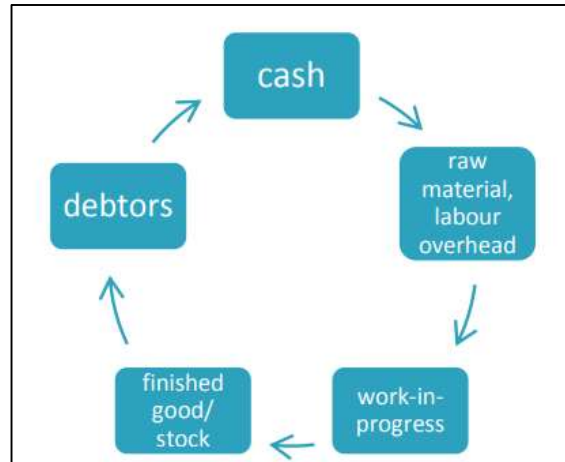 cash
raw
material,
labour
overhead
work-in-
progress
finished
good/
stock
debtors